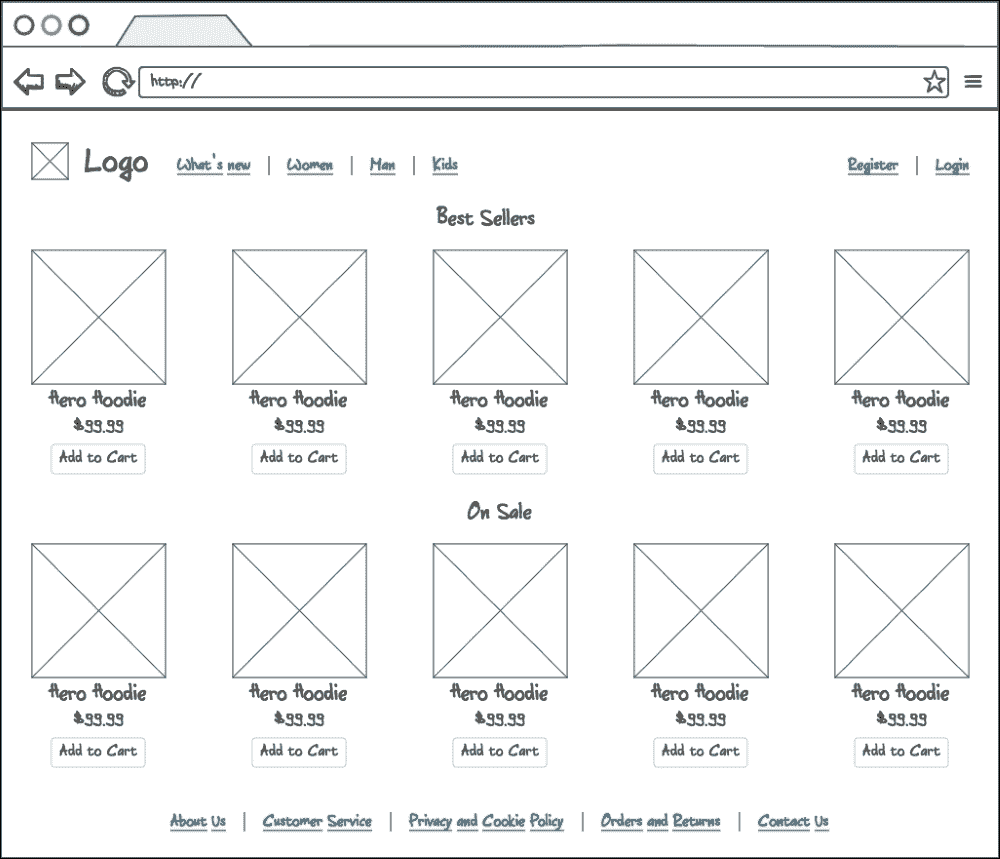 http://
Logo What's new | Women | Man | Kids Register | Login
Best Sellers
Hero Hoodie Hero Hoodie Hero Hoodie Hero Hoodie Hero Hoodie
$99.99 $99.99 $99.99 $99.99 $99.99
Add to Cart Add to Cart Add to Cart Add to Cart Add to Cart
On Sale
Hero Hoodie Hero Hoodie Hero Hoodie Hero Hoodie Hero Hoodie
$99.99 $99.99 $99.99 $99.99 $99.99
Add to Cart Add to Cart Add to Cart Add to Cart Add to Cart
About Us | Customer Service | Privacy and Cookie Policy | Orders and Returns | Contact Us